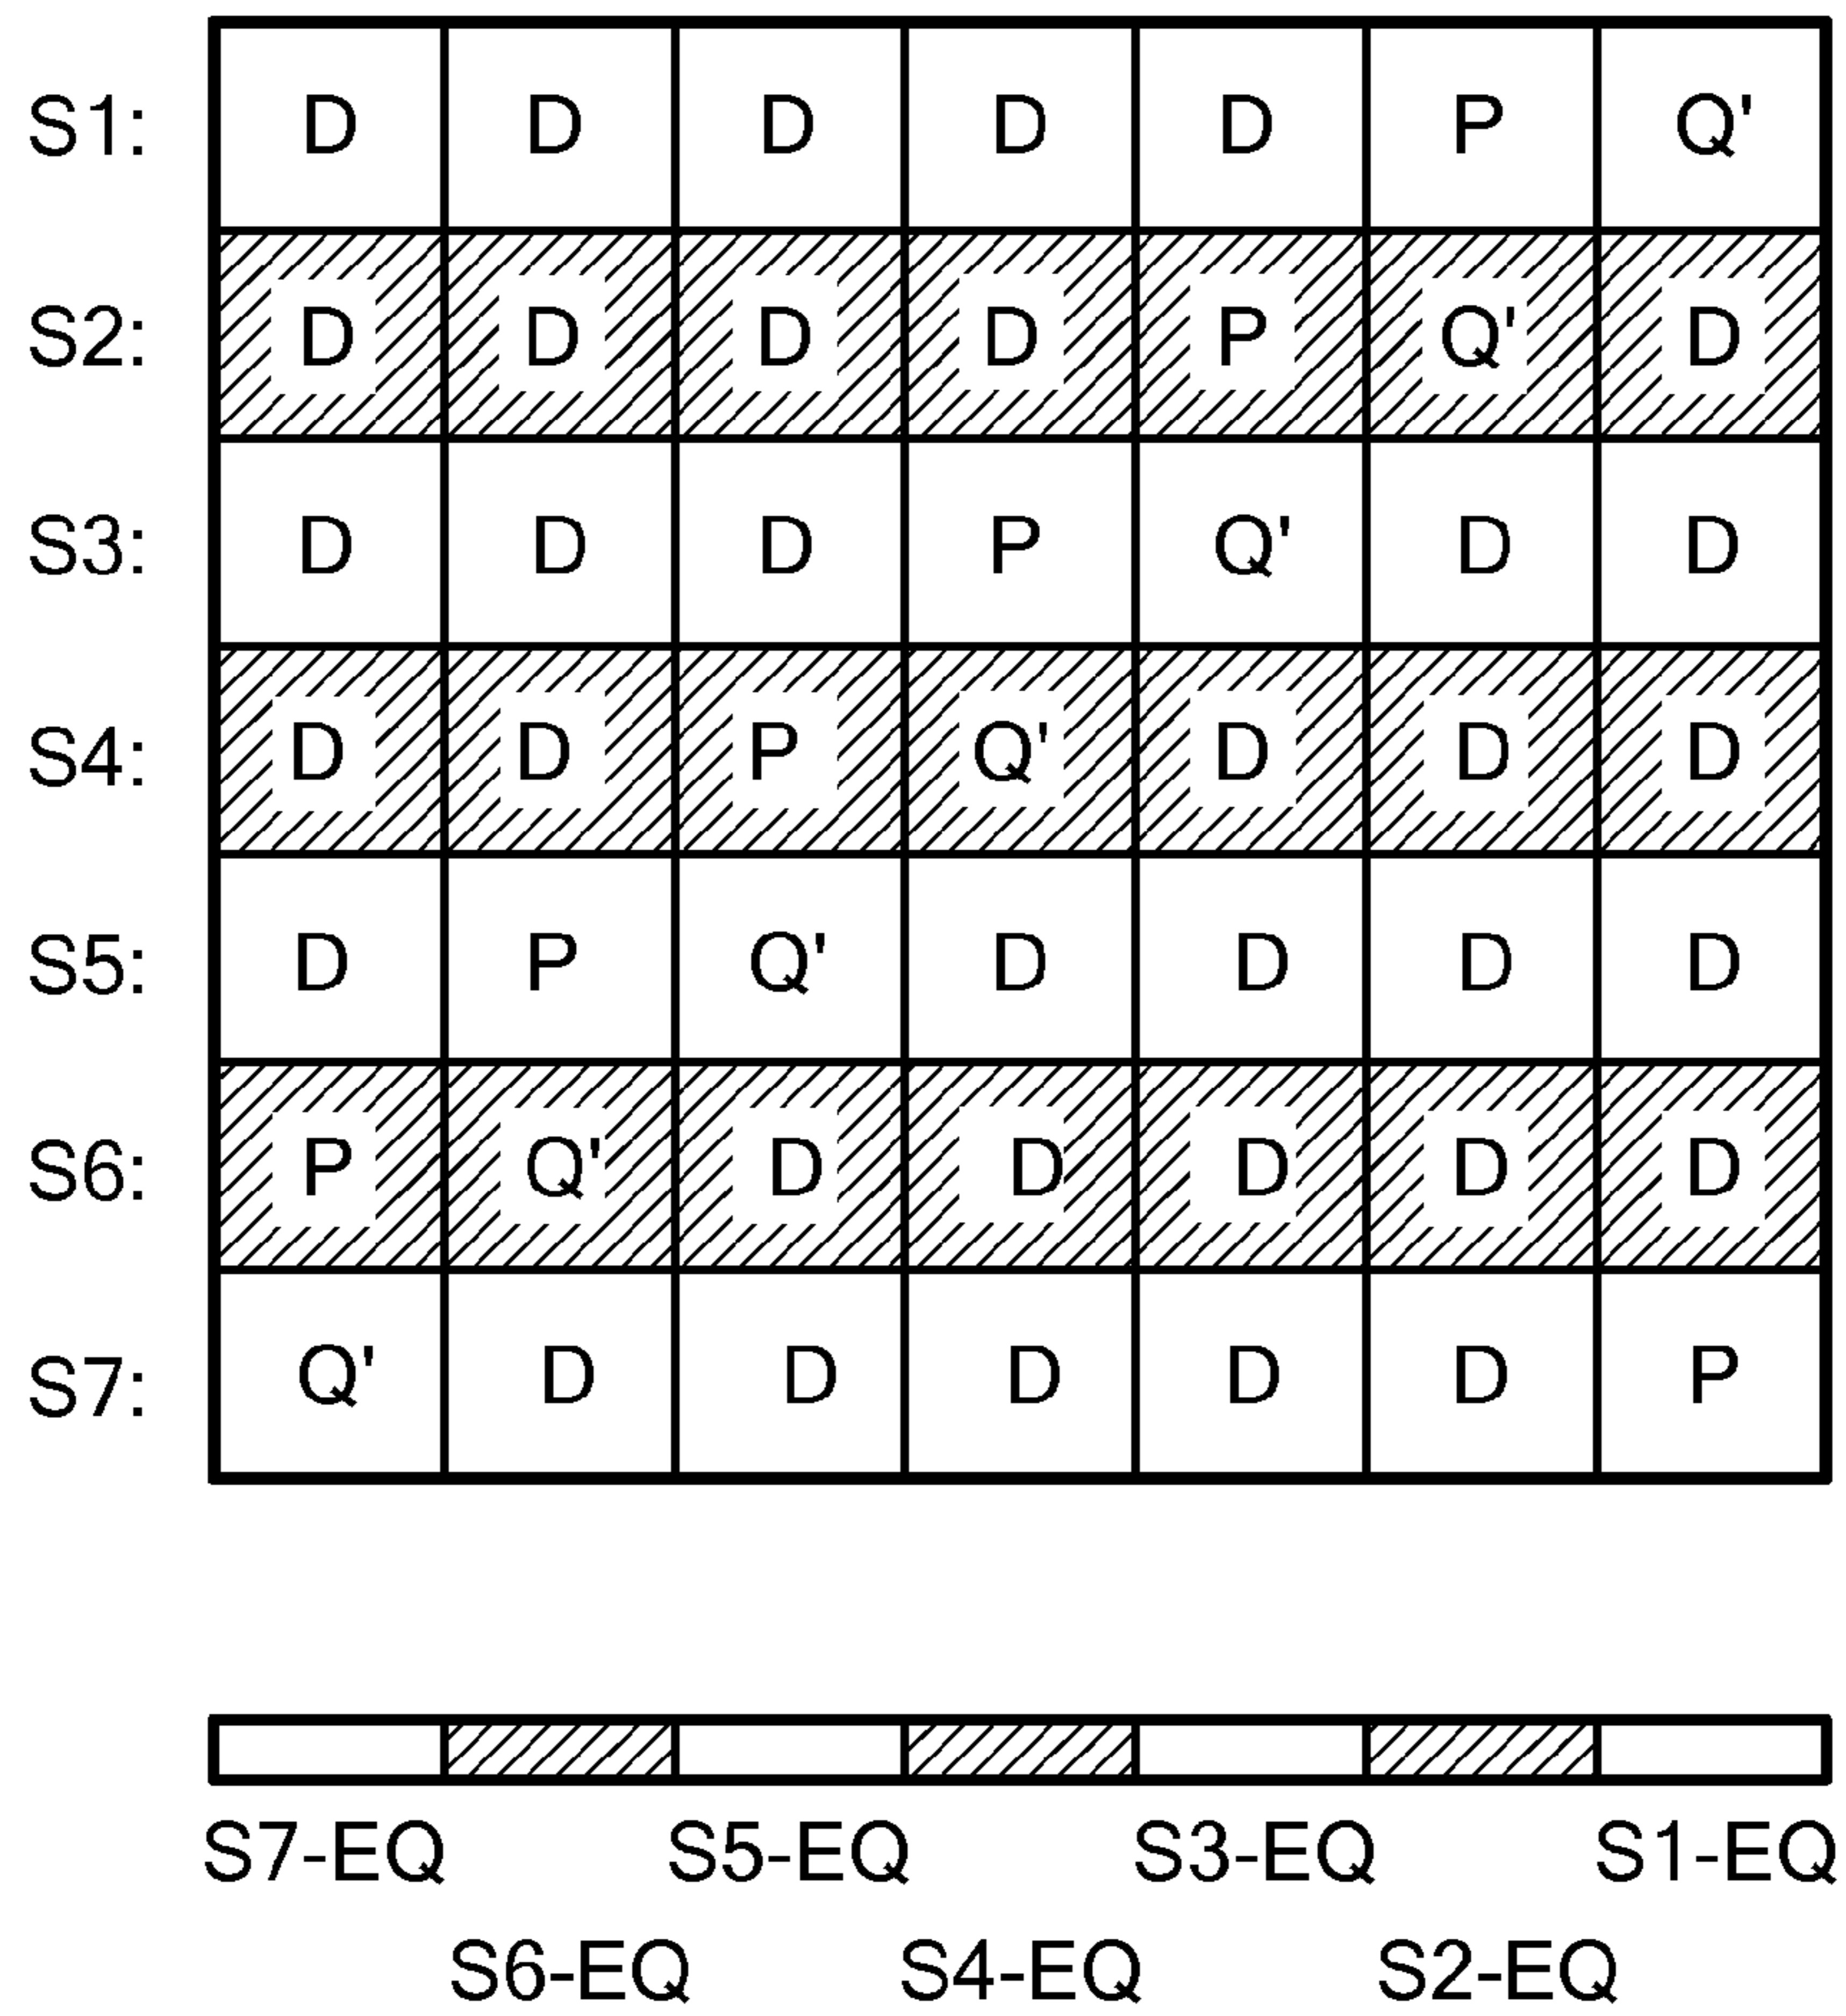 S1: D D D D D P Q'
S2: D D D D P Q' D
S3: D D D P Q' D D
S4: D D P Q' D D D
S5: D P Q' D D D D
S6: P Q' D D D D D
S7: Q' D D D D D P
S7-EQ S5-EQ S3-EQ S1-EQ
S6-EQ S4-EQ S2-EQ